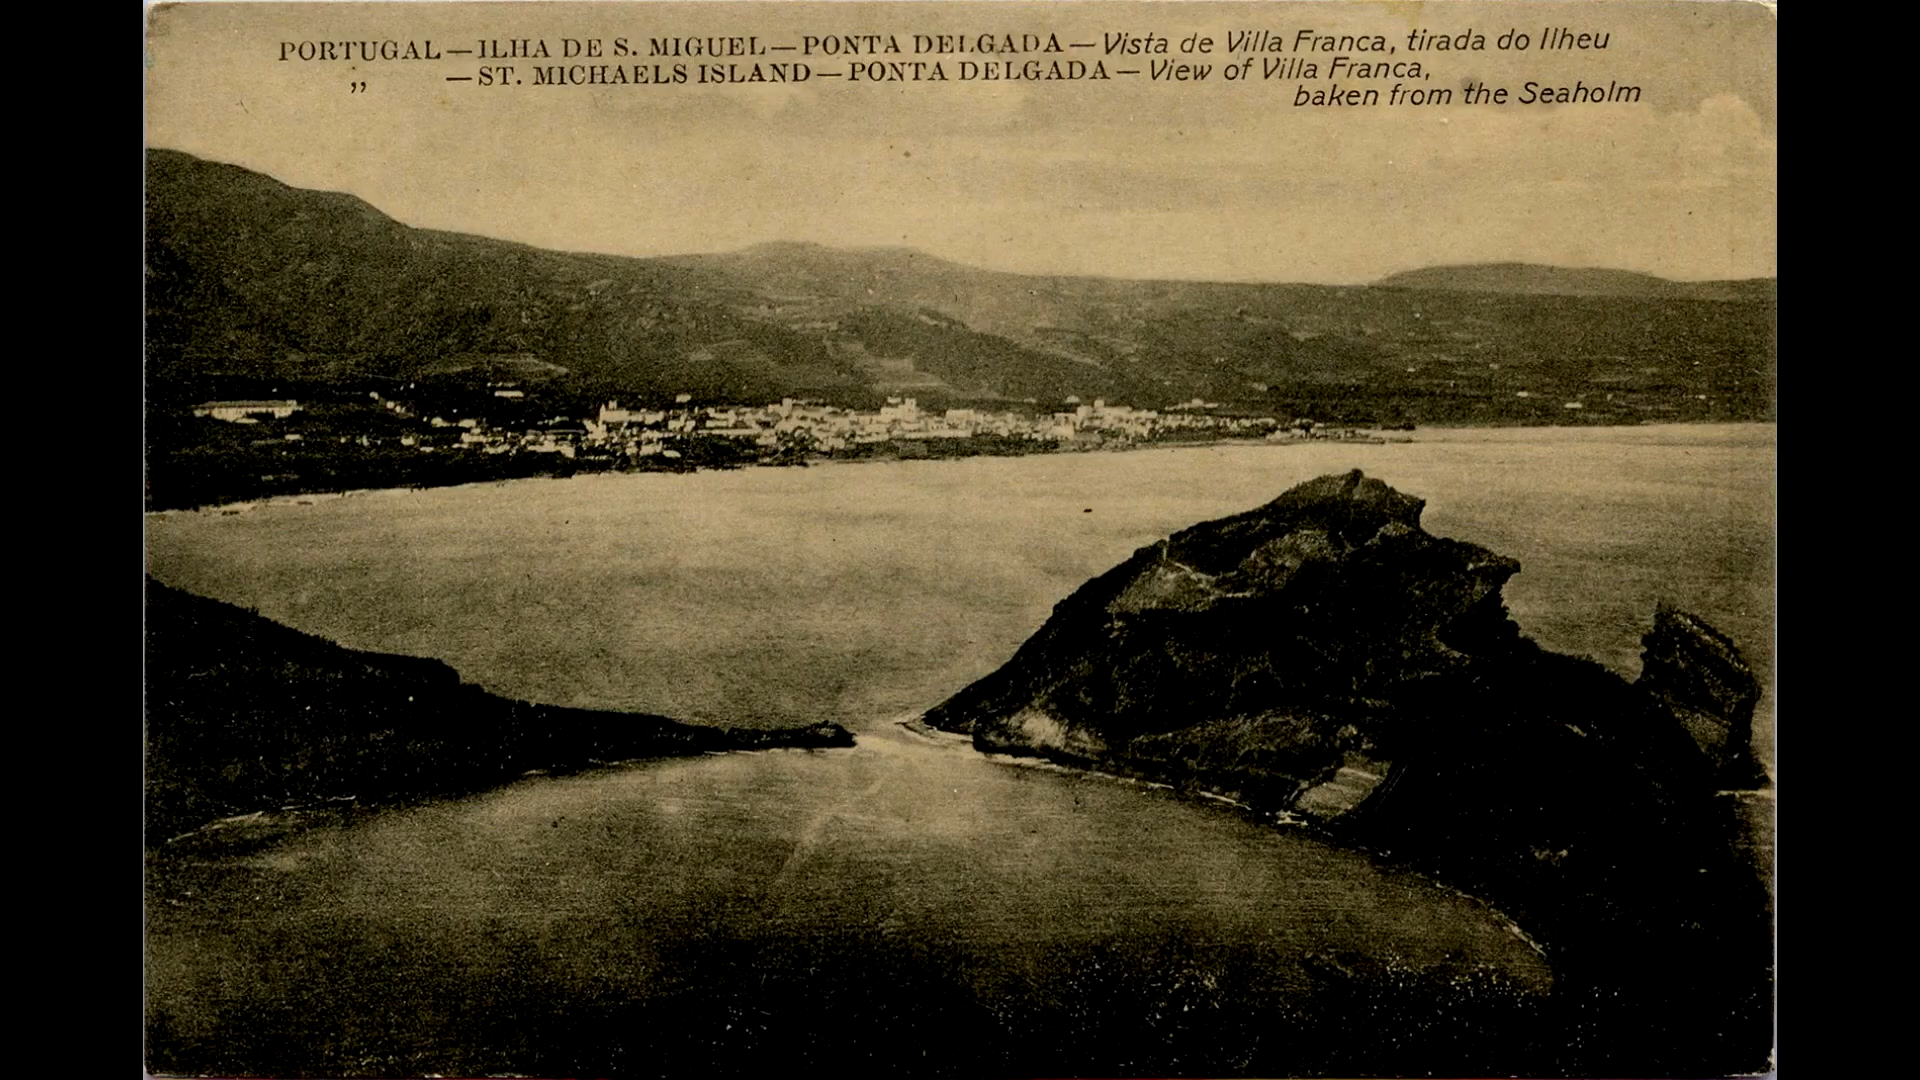 PORTUGAL—ILHA DE S. MIGUEL—PONTA DELGADA—Vista de Villa Franca, tirada do Ilheu
„ —ST. MICHAELS ISLAND—PONTA DELGADA—View of Villa Franca,
baken from the Seaholm